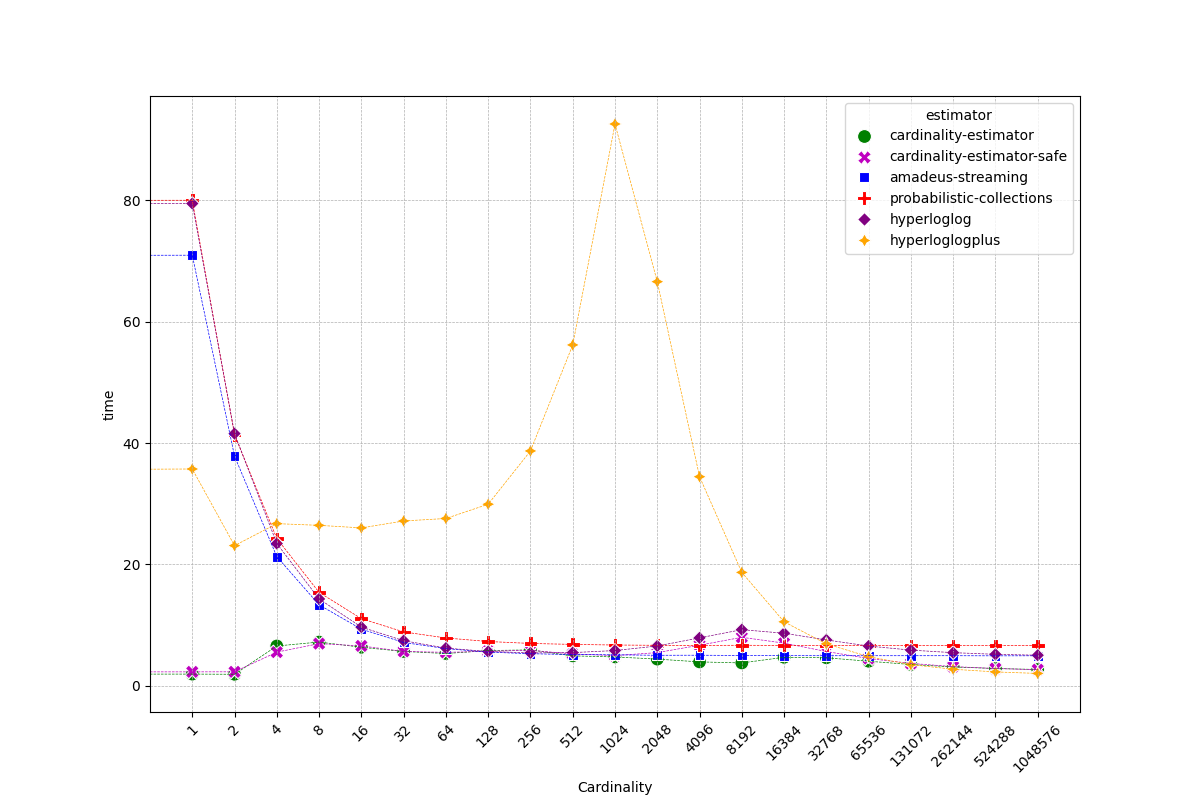 estimator
cardinality-estimator
cardinality-estimator-safe
amadeus-streaming
probabilistic-collections
hyperloglog
hyperloglogplus
time
80
60
40
20
0
1 2 4 8 16 32 64 128 256 512 1024 2048 4096 8192 16384 32768 65536 131072 262144 524288 1048576
Cardinality